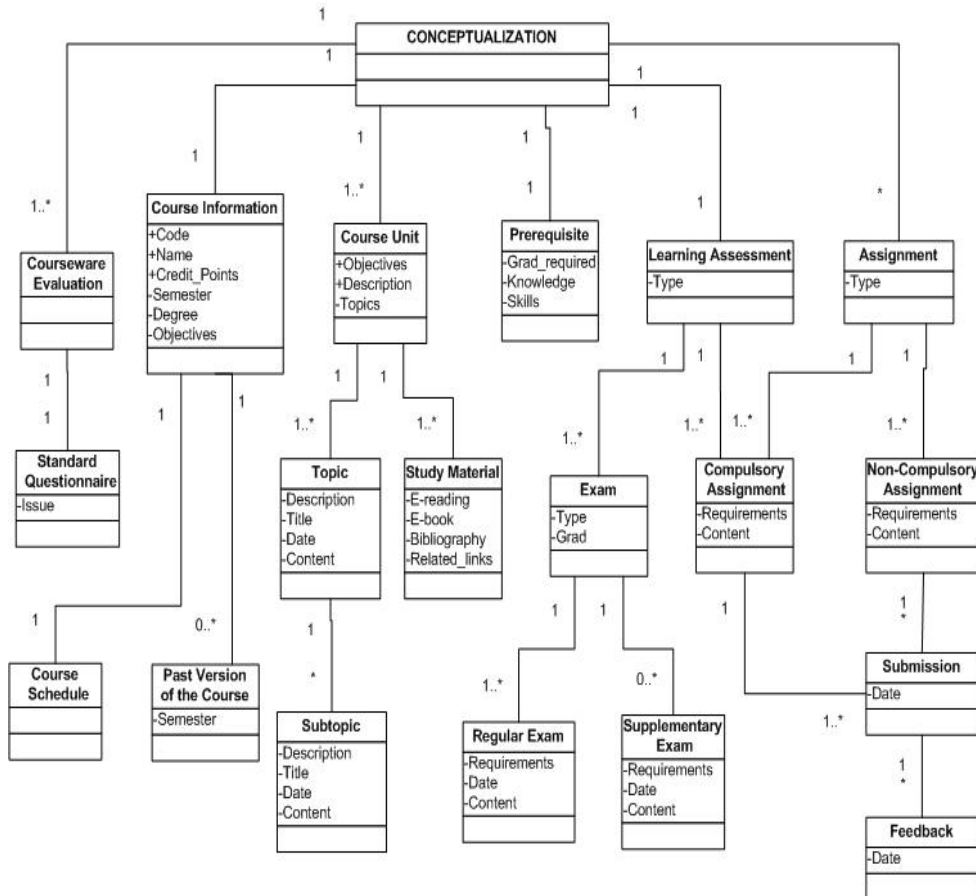 1
CONCEPTUALIZATION
1
1
1
1
1
1
1
1..*
1..*
1
1
*
Course Information
+Code
+Name
+Credit_Points
-Semester
-Degree
-Objectives
Course Unit
+Objectives
+Description
-Topics
Prerequisite
-Grad_required
-Knowledge
-Skills
Learning Assessment
-Type
Assignment
-Type
Courseware
Evaluation
1
1
1
1
1
1
1
1
1
1
1..*
1..*
1..*
1..*
1..*
1..*
Standard
Questionnaire
-Issue
Topic
-Description
-Title
-Date
-Content
Study Material
-E-reading
-E-book
-Bibliography
-Related_links
Exam
-Type
-Grad
Compulsory
Assignment
-Requirements
-Content
Non-Compulsory
Assignment
-Requirements
-Content
1
0..*
1
*
1
1
1
1
*
1..*
0..*
1..*
Course
Schedule
Past Version
of the Course
-Semester
Subtopic
-Description
-Title
-Date
-Content
Regular Exam
-Requirements
-Date
-Content
Supplementary
Exam
-Requirements
-Date
-Content
Submission
-Date
1
*
Feedback
-Date